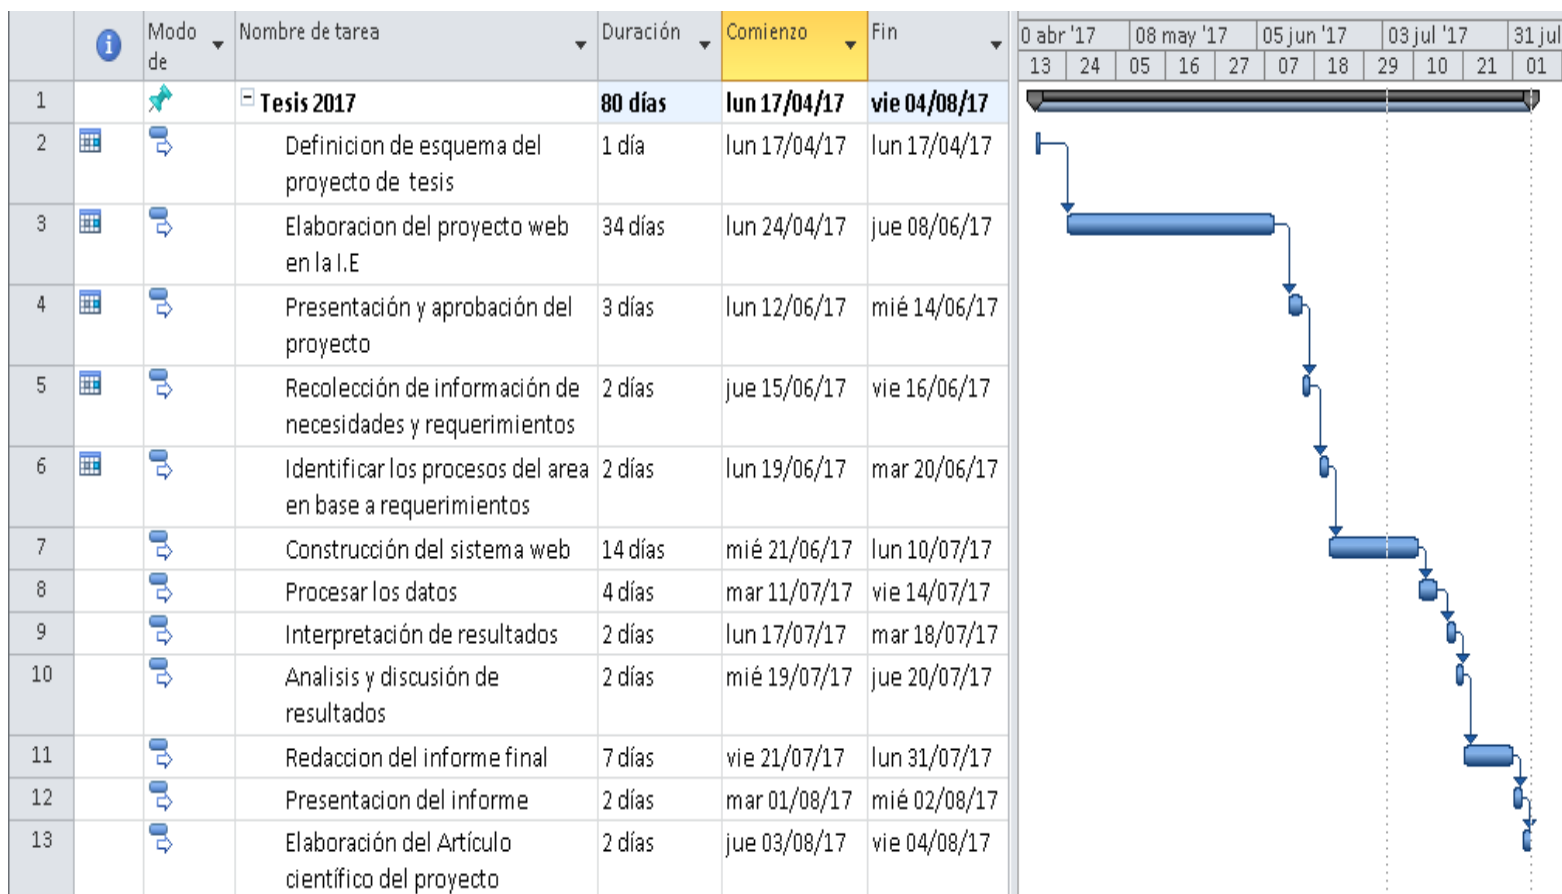 Modo de
Nombre de tarea
Duración
Comienzo
Fin
0 abr '17
08 may '17
05 jun '17
03 jul '17
31 jul
13 24 05 16 27 07 18 29 10 21 01
1 Tesis 2017 80 días lun 17/04/17 vie 04/08/17
2 Definicion de esquema del 1 día lun 17/04/17 lun 17/04/17
proyecto de tesis
3 Elaboracion del proyecto web 34 días lun 24/04/17 jue 08/06/17
en la I.E
4 Presentación y aprobación del 3 días lun 12/06/17 mié 14/06/17
proyecto
5 Recolección de información de 2 días jue 15/06/17 vie 16/06/17
necesidades y requerimientos
6 Identificar los procesos del area 2 días lun 19/06/17 mar 20/06/17
en base a requerimientos
7 Construcción del sistema web 14 días mié 21/06/17 lun 10/07/17
8 Procesar los datos 4 días mar 11/07/17 vie 14/07/17
9 Interpretación de resultados 2 días lun 17/07/17 mar 18/07/17
10 Analisis y discusión de 2 días mié 19/07/17 jue 20/07/17
resultados
11 Redaccion del informe final 7 días vie 21/07/17 lun 31/07/17
12 Presentacion del informe 2 días mar 01/08/17 mié 02/08/17
13 Elaboración del Artículo 2 días jue 03/08/17 vie 04/08/17
científico del proyecto